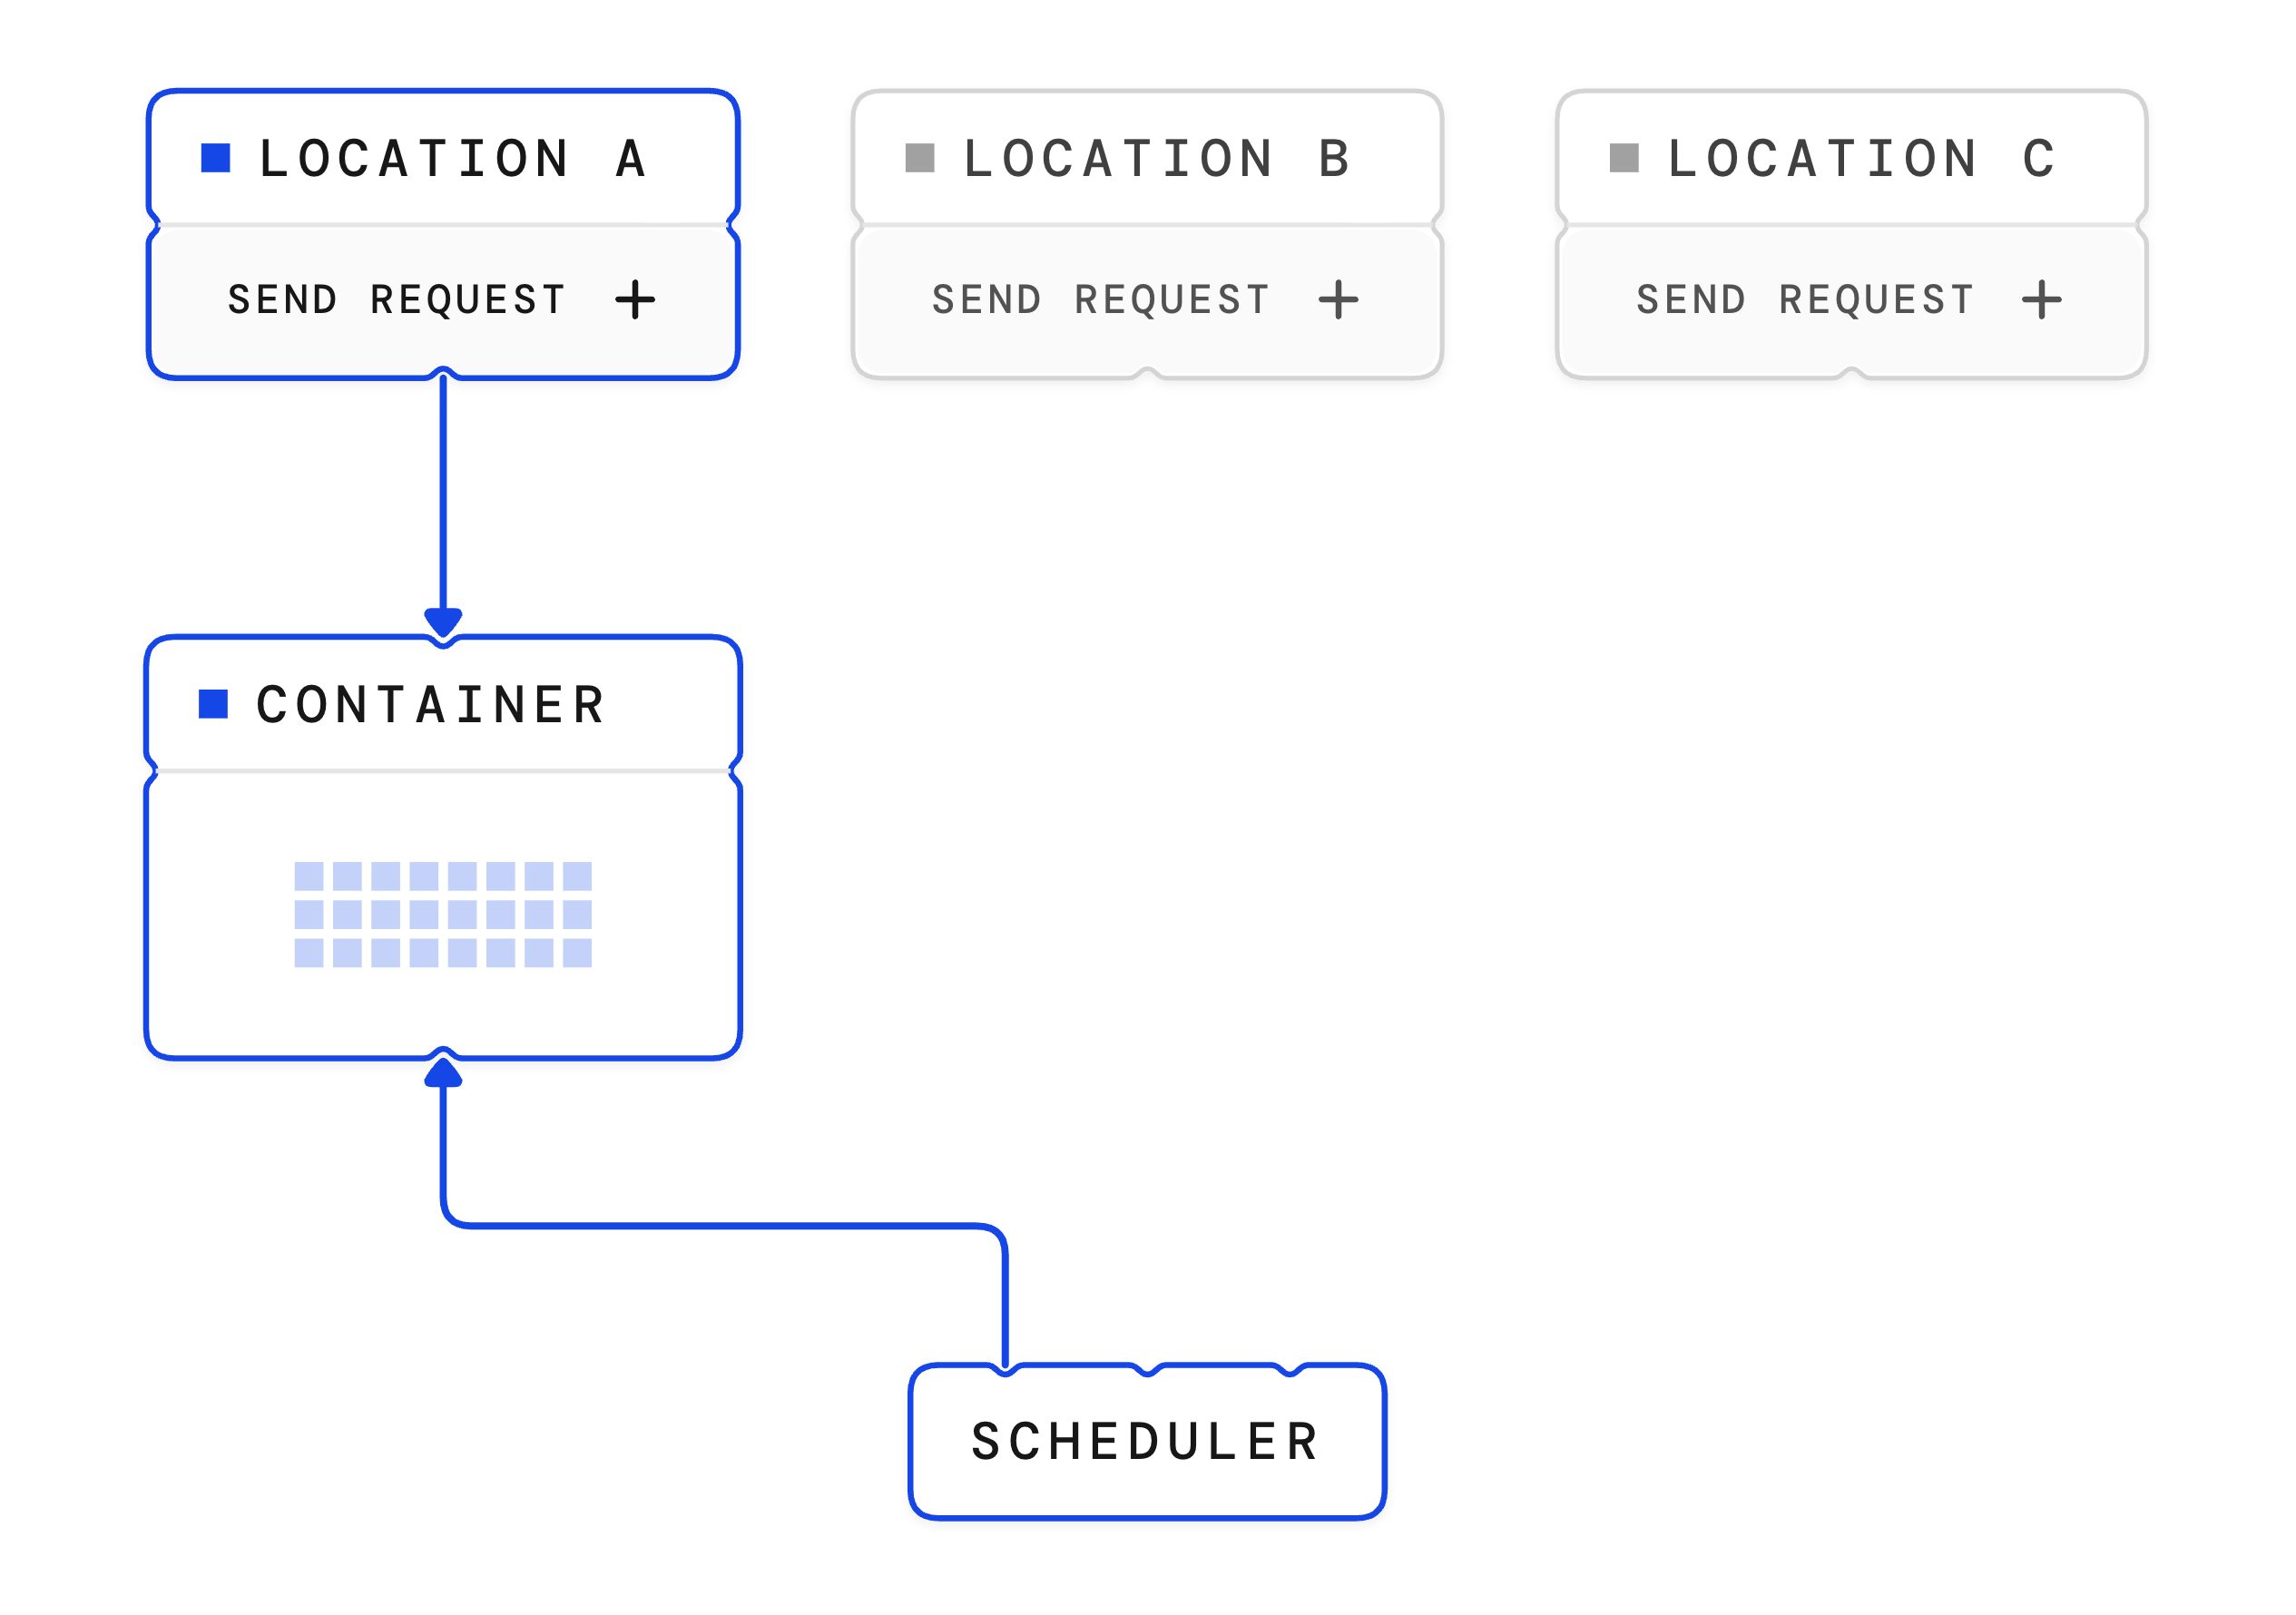 LOCATION A
SEND REQUEST +
LOCATION B
SEND REQUEST +
LOCATION C
SEND REQUEST +
CONTAINER
SCHEDULER